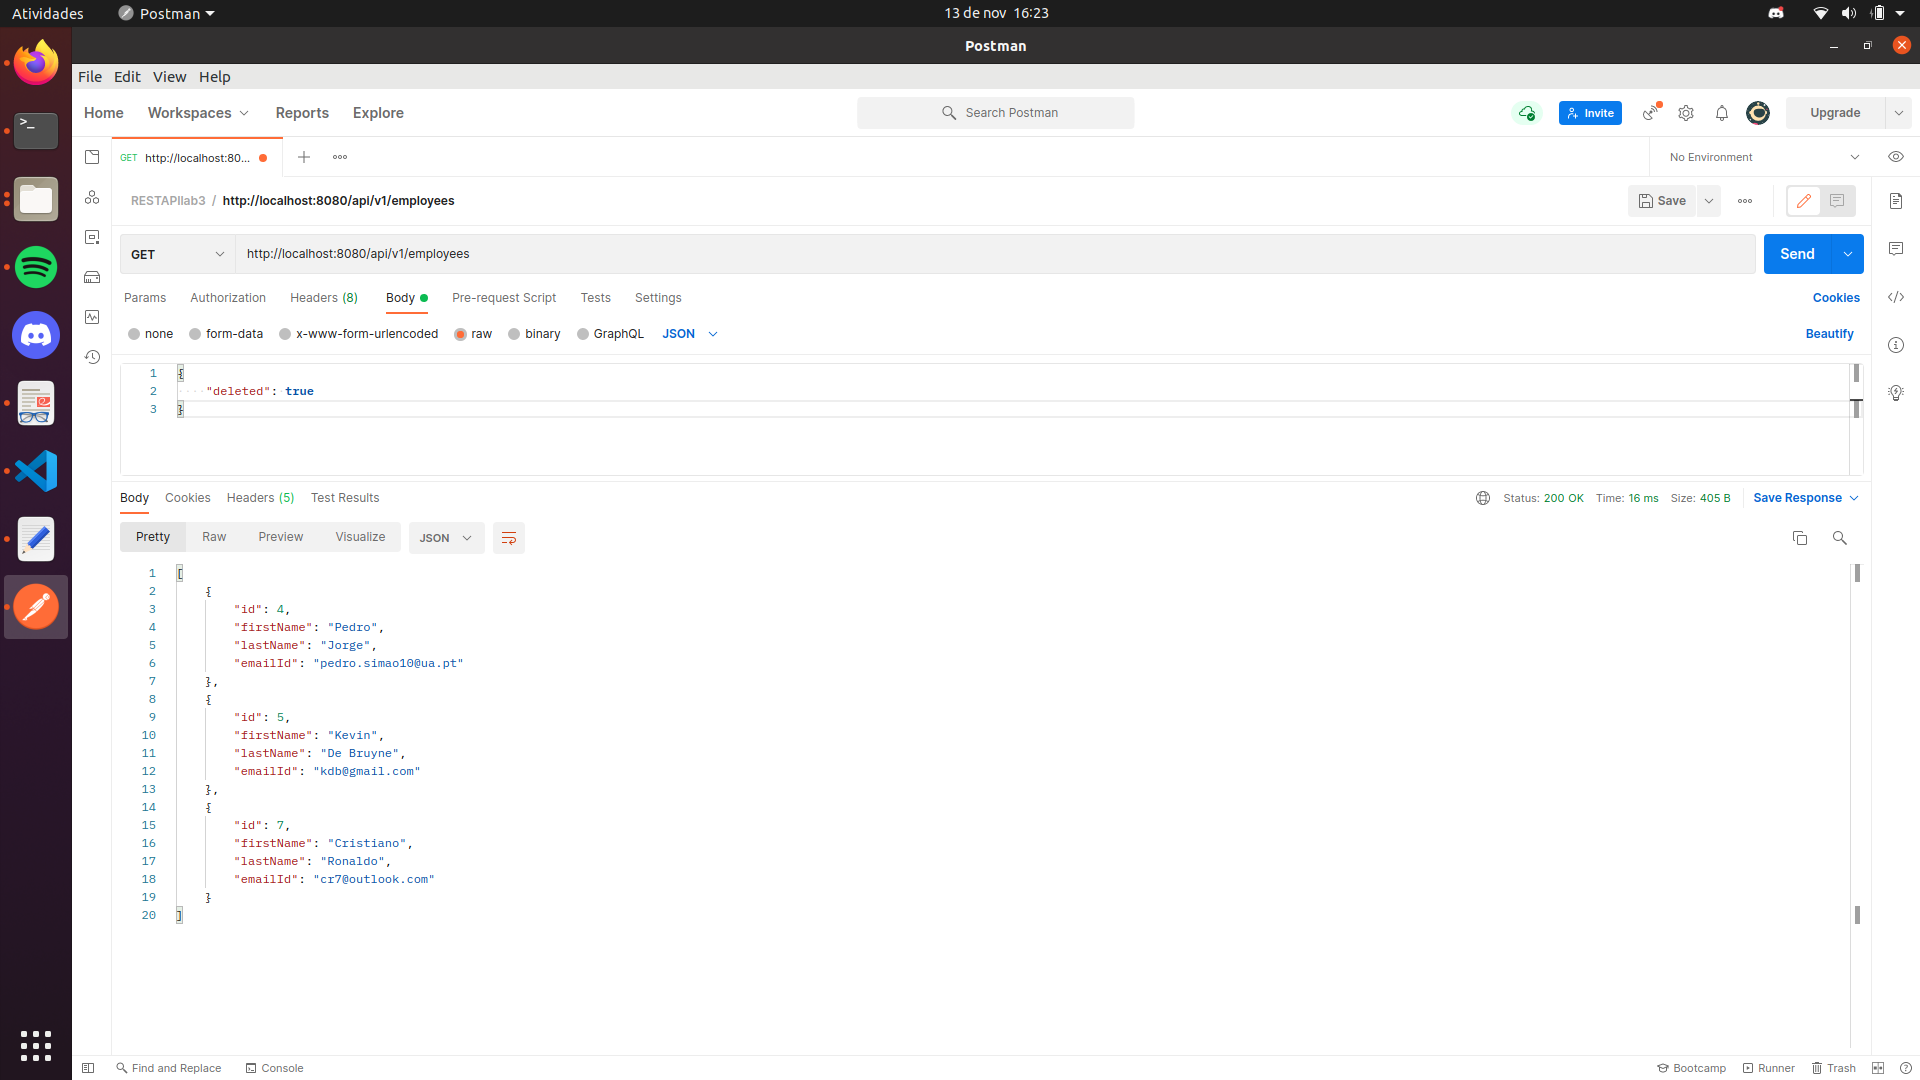 Atividades Postman 13 de nov 16:23
Postman
File Edit View Help
Home Workspaces Reports Explore Search Postman Invite Upgrade
GET http://localhost:80... No Environment
RESTAPIlab3 / http://localhost:8080/api/v1/employees Save
GET http://localhost:8080/api/v1/employees Send
Params Authorization Headers (8) Body Pre-request Script Tests Settings Cookies
none form-data x-www-form-urlencoded raw binary GraphQL JSON Beautify
1 {
2 "deleted": true
3 }
Body Cookies Headers (5) Test Results Status: 200 OK Time: 16 ms Size: 405 B Save Response
Pretty Raw Preview Visualize JSON
1 [
2 {
3 "id": 4,
4 "firstName": "Pedro",
5 "lastName": "Jorge",
6 "emailId": "pedro.simao10@ua.pt"
7 },
8 {
9 "id": 5,
10 "firstName": "Kevin",
11 "lastName": "De Bruyne",
12 "emailId": "kdb@gmail.com"
13 },
14 {
15 "id": 7,
16 "firstName": "Cristiano",
17 "lastName": "Ronaldo",
18 "emailId": "cr7@outlook.com"
19 }
20 ]
Find and Replace Console Bootcamp Runner Trash